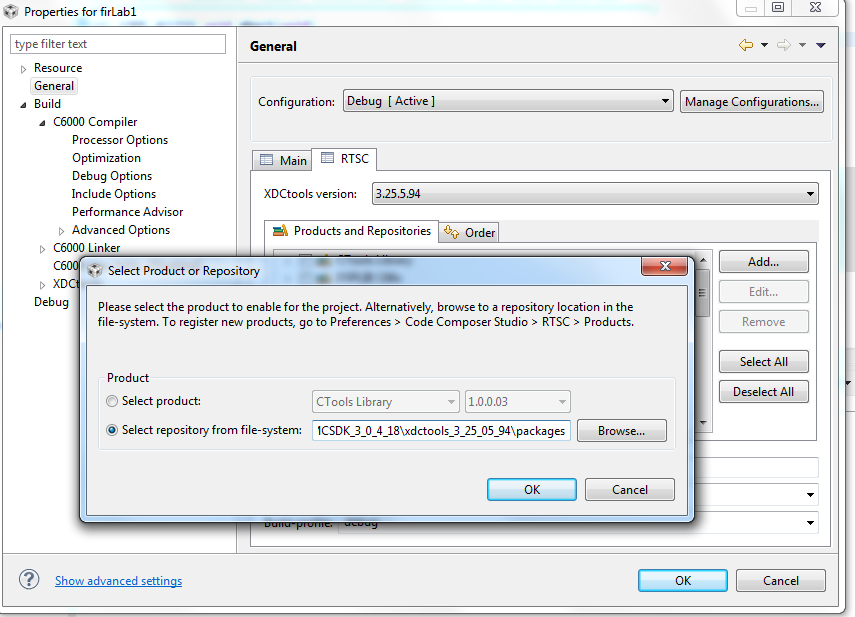 Properties for firLab1
type filter text
General
Resource
General
Build
C6000 Compiler
Processor Options
Optimization
Debug Options
Include Options
Performance Advisor
Advanced Options
C6000 Linker
C60
XDC
Debug
Configuration:
Debug [ Active ]
Manage Configurations...
Main
RTSC
XDCtools version:
3.25.5.94
Products and Repositories
Order
Add...
Edit...
Remove
Select All
Deselect All
Select Product or Repository
Please select the product to enable for the project. Alternatively, browse to a repository location in the
file-system. To register new products, go to Preferences > Code Composer Studio > RTSC > Products.
Product
Select product:
CTools Library
1.0.0.03
Select repository from file-system:
CSDK_3_0_4_18\xdctools_3_25_05_94\packages
Browse...
OK
Cancel
Build-profile:
debug
Show advanced settings
OK
Cancel